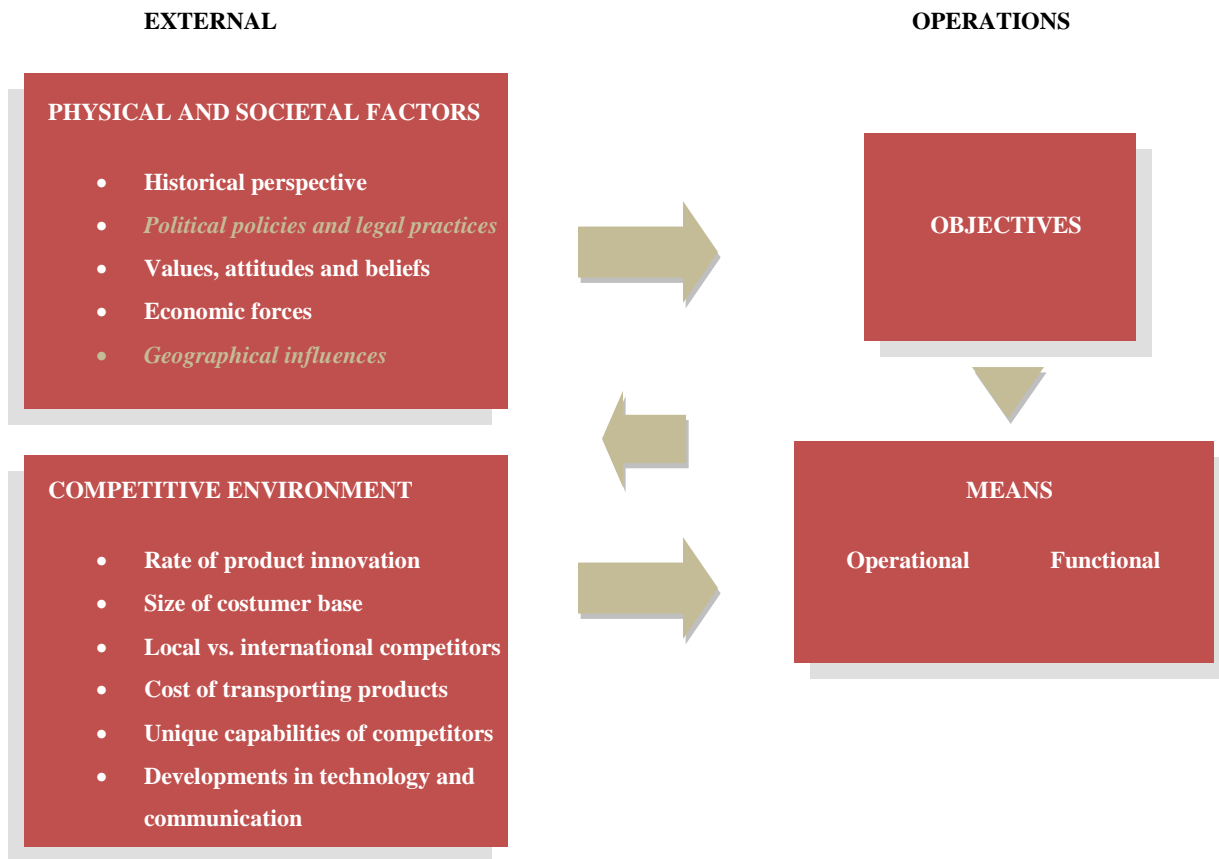 EXTERNAL
OPERATIONS
PHYSICAL AND SOCIETAL FACTORS
• Historical perspective
• Political policies and legal practices
• Values, attitudes and beliefs
• Economic forces
• Geographical influences
OBJECTIVES
COMPETITIVE ENVIRONMENT
• Rate of product innovation
• Size of costumer base
• Local vs. international competitors
• Cost of transporting products
• Unique capabilities of competitors
• Developments in technology and
communication
MEANS
Operational Functional